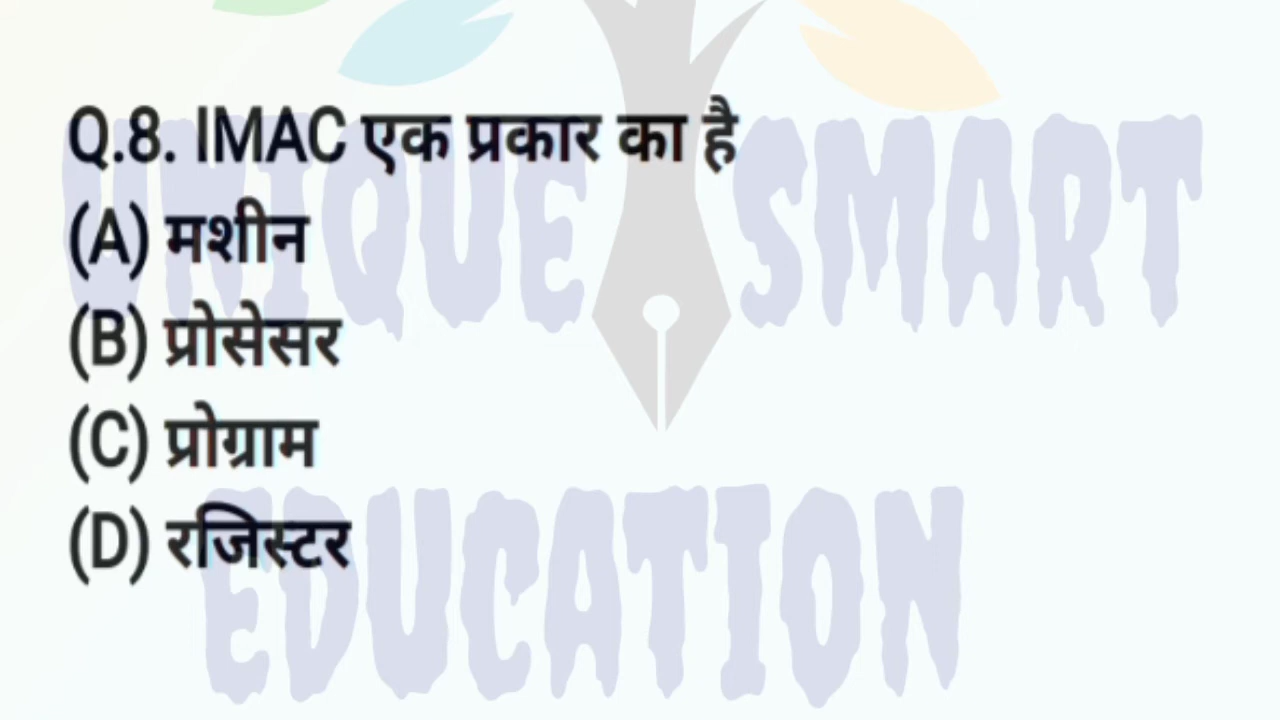 Q.8. IMAC एक प्रकार का है
(A) मशीन
(B) प्रोसेसर
(C) प्रोग्राम
(D) रजिस्टर
UNIQUE SMART
EDUCATION